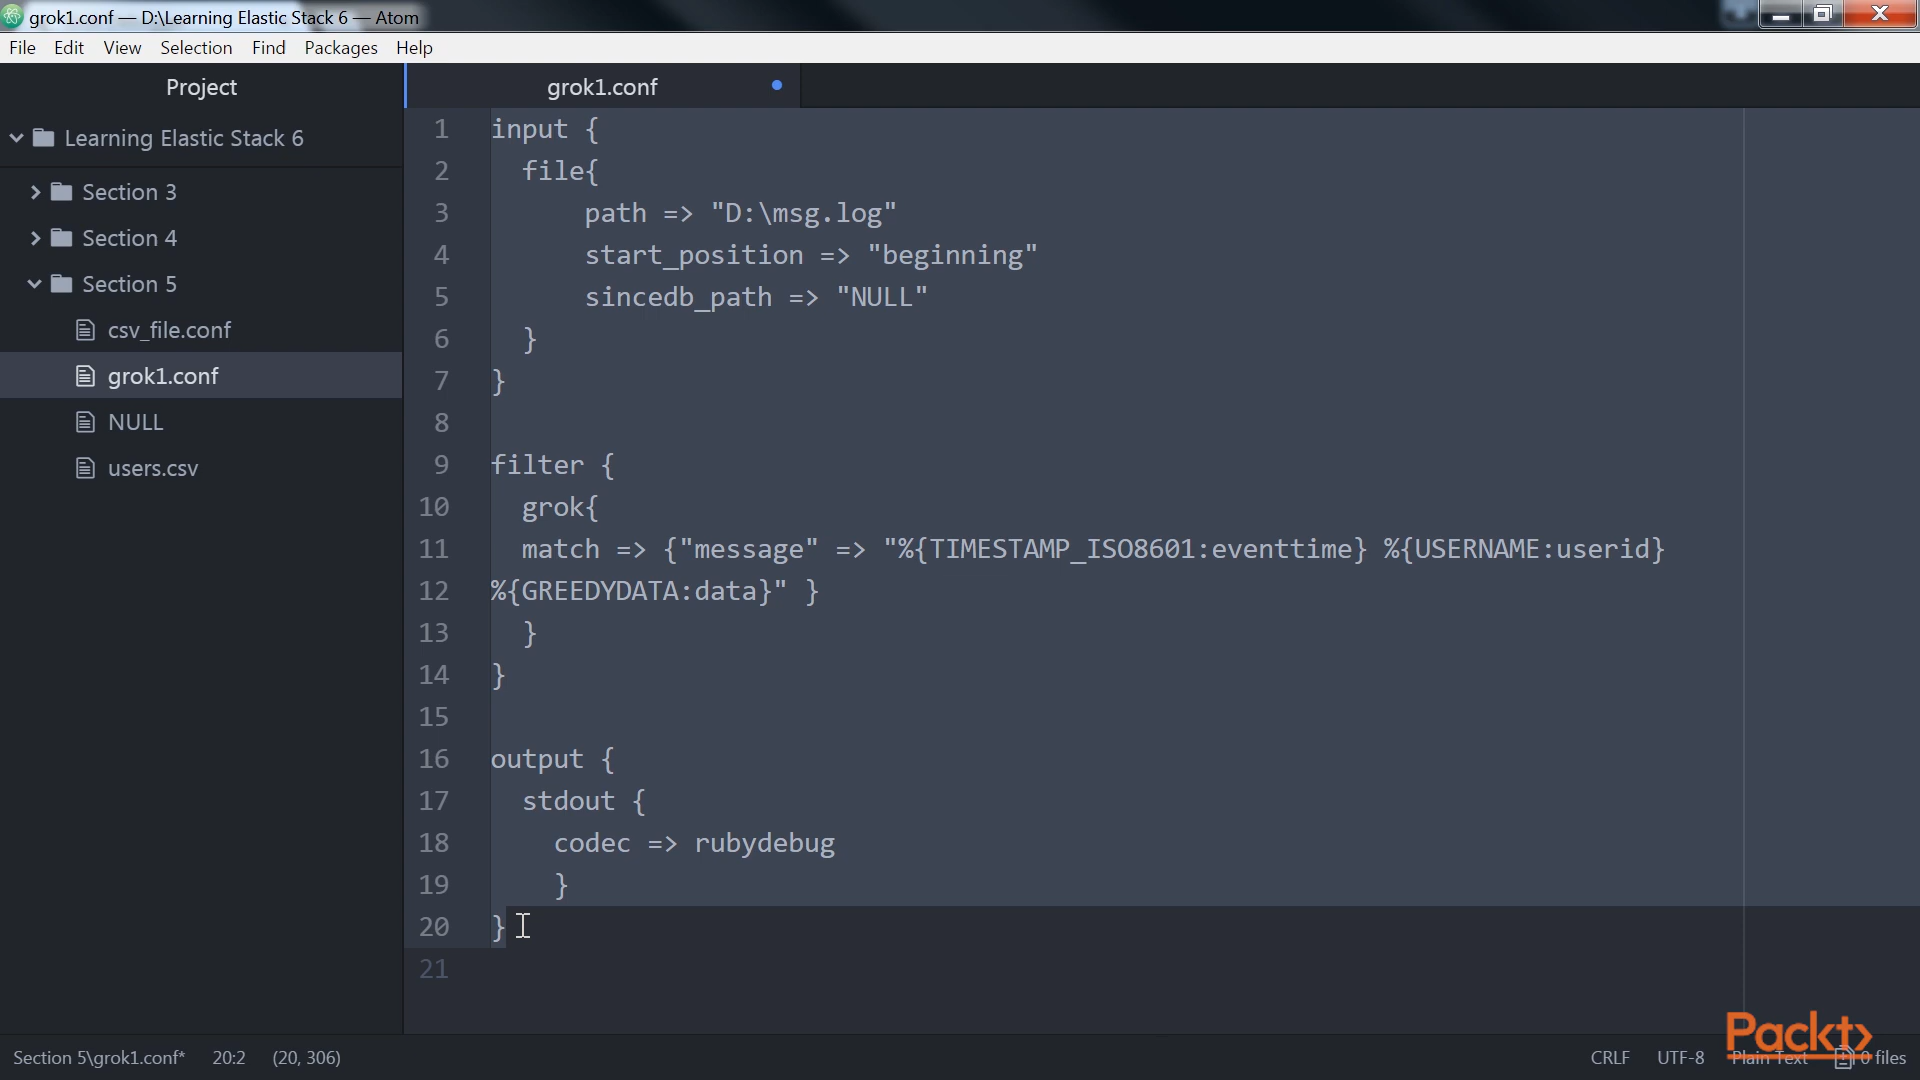 grok1.conf — D:\Learning Elastic Stack 6 — Atom
File Edit View Selection Find Packages Help
Project
grok1.conf
Learning Elastic Stack 6
Section 3
Section 4
Section 5
csv_file.conf
grok1.conf
NULL
users.csv
1 input {
2   file{
3       path => "D:\msg.log"
4       start_position => "beginning"
5       sincedb_path => "NULL"
6   }
7 }
8
9 filter {
10   grok{
11   match => {"message" => "%{TIMESTAMP_ISO8601:eventtime} %{USERNAME:userid}
12 %{GREEDYDATA:data}" }
13   }
14 }
15
16 output {
17   stdout {
18     codec => rubydebug
19     }
20 }
21
Packt>
Section 5\grok1.conf* 20:2 (20, 306) CRLF UTF-8 Plain Text 0 files